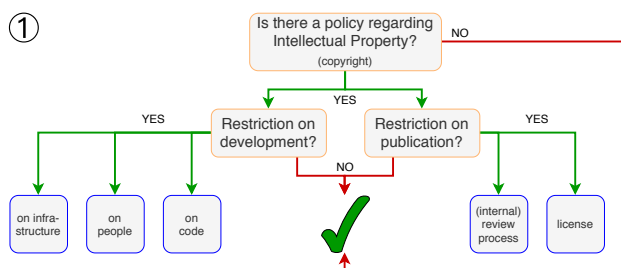 ①
Is there a policy regarding
Intellectual Property?
(copyright)
NO
YES
Restriction on
development?
Restriction on
publication?
YES
NO
YES
on infra-
structure
on
people
on
code
(internal)
review
process
license